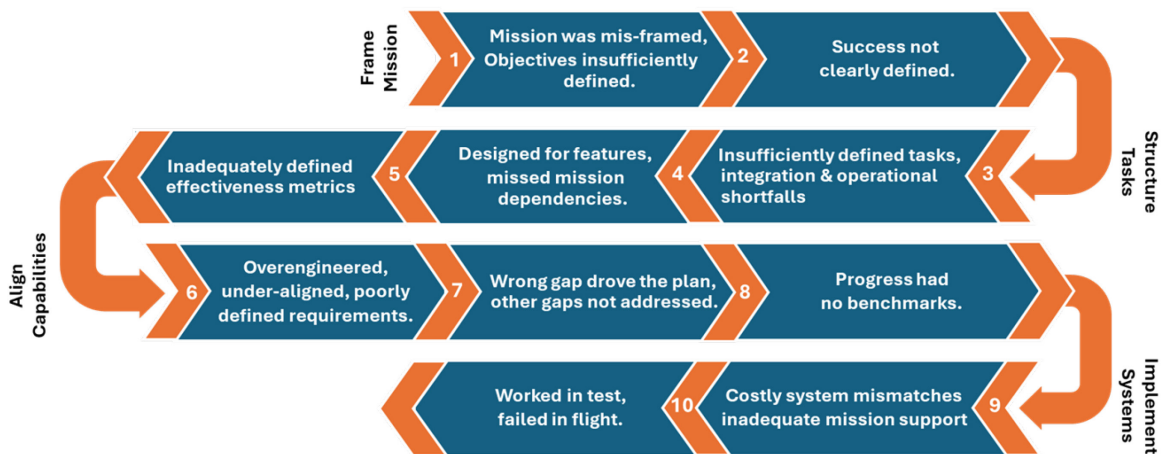 Frame
Mission
1
Mission was mis-framed,
Objectives insufficiently
defined.
2
Success not
clearly defined.
Structure
Tasks
3
Insufficiently defined tasks,
integration & operational
shortfalls
4
Designed for features,
missed mission
dependencies.
5
Inadequately defined
effectiveness metrics
Align
Capabilities
6
Overengineered,
under-aligned, poorly
defined requirements.
7
Wrong gap drove the plan,
other gaps not addressed.
8
Progress had
no benchmarks.
Implement
Systems
9
Costly system mismatches
inadequate mission support
10
Worked in test,
failed in flight.